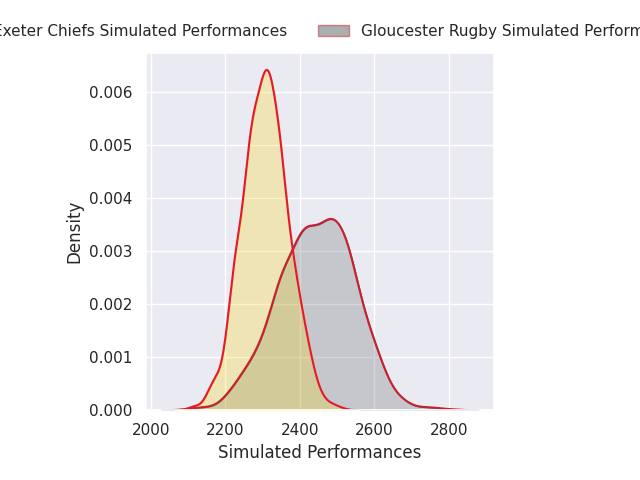 Exeter Chiefs Simulated Performances
Gloucester Rugby Simulated Perform
0.006
0.005
0.004
0.003
0.002
0.001
0.000
Density
2000 2200 2400 2600 2800
Simulated Performances